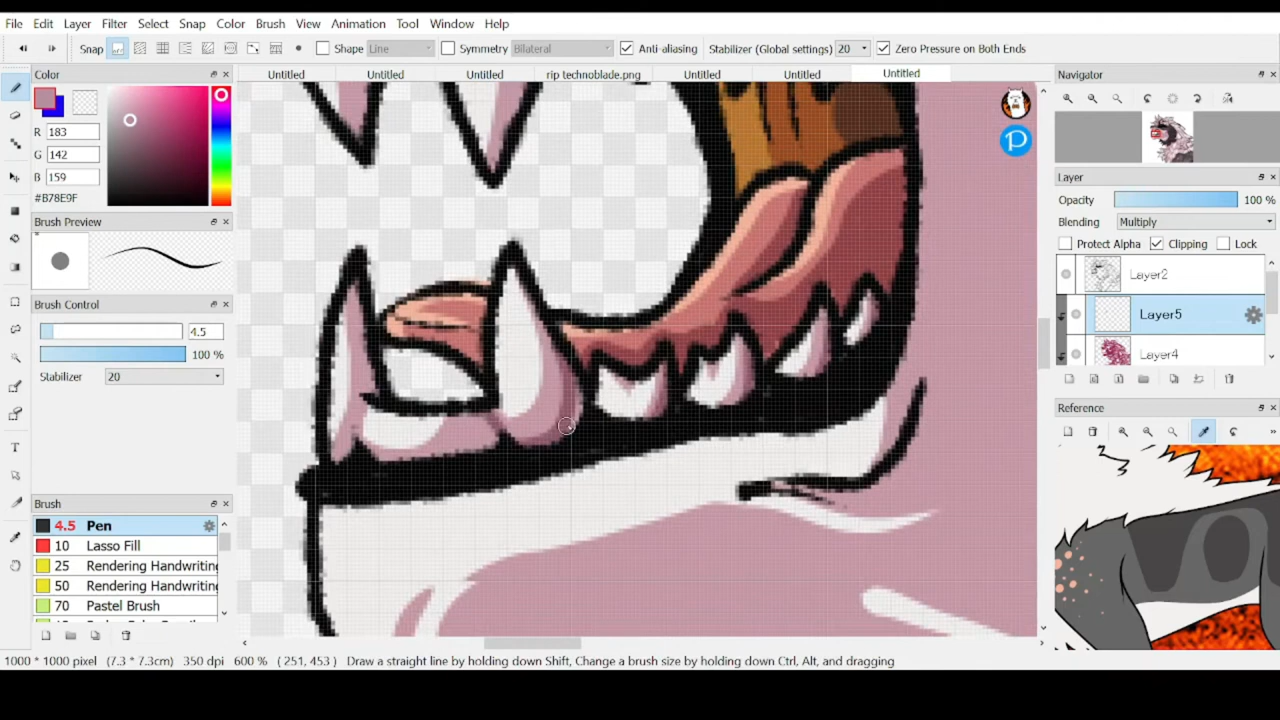 File Edit Layer Filter Select Snap Color Brush View Animation Tool Window Help
Snap Shape Line Symmetry Bilateral Anti-aliasing Stabilizer (Global settings) 20 Zero Pressure on Both Ends
Color
R 183
G 142
B 159
#B78E9F
Brush Preview
Brush Control
4.5
100 %
Stabilizer 20
Brush
4.5 Pen
10 Lasso Fill
25 Rendering Handwriting
50 Rendering Handwriting
70 Pastel Brush
Untitled Untitled Untitled rip technoblade.png Untitled Untitled Untitled
Navigator
Layer
Opacity 100 %
Blending Multiply
Protect Alpha Clipping Lock
Layer2
Layer5
Layer4
Reference
T
1000 * 1000 pixel (7.3 * 7.3cm) 350 dpi 600 % ( 251, 453 ) Draw a straight line by holding down Shift, Change a brush size by holding down Ctrl, Alt, and dragging